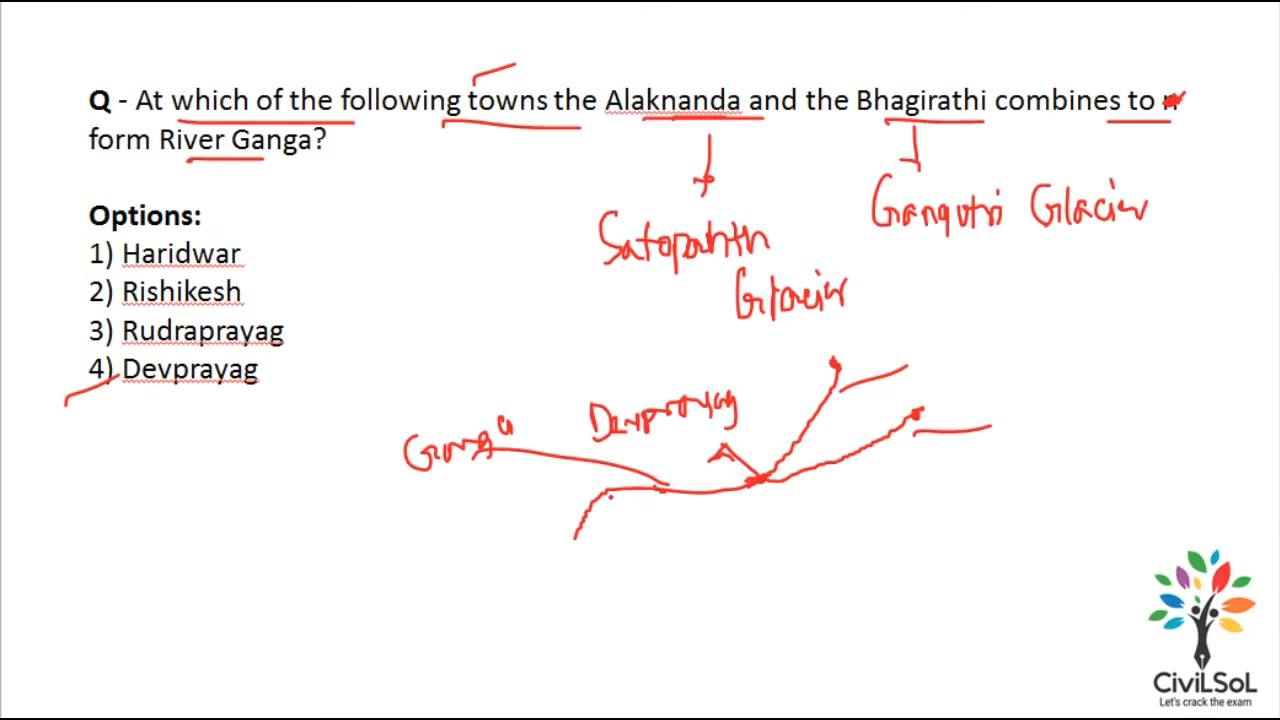 Q - At which of the following towns the Alaknanda and the Bhagirathi combines to
form River Ganga?
Options:
1) Haridwar
2) Rishikesh
3) Rudraprayag
4) Devprayag
Gangotri Glacier
Satopanth
Glacier
Devprayag
Ganga
CiviLSoL
Let's crack the exam